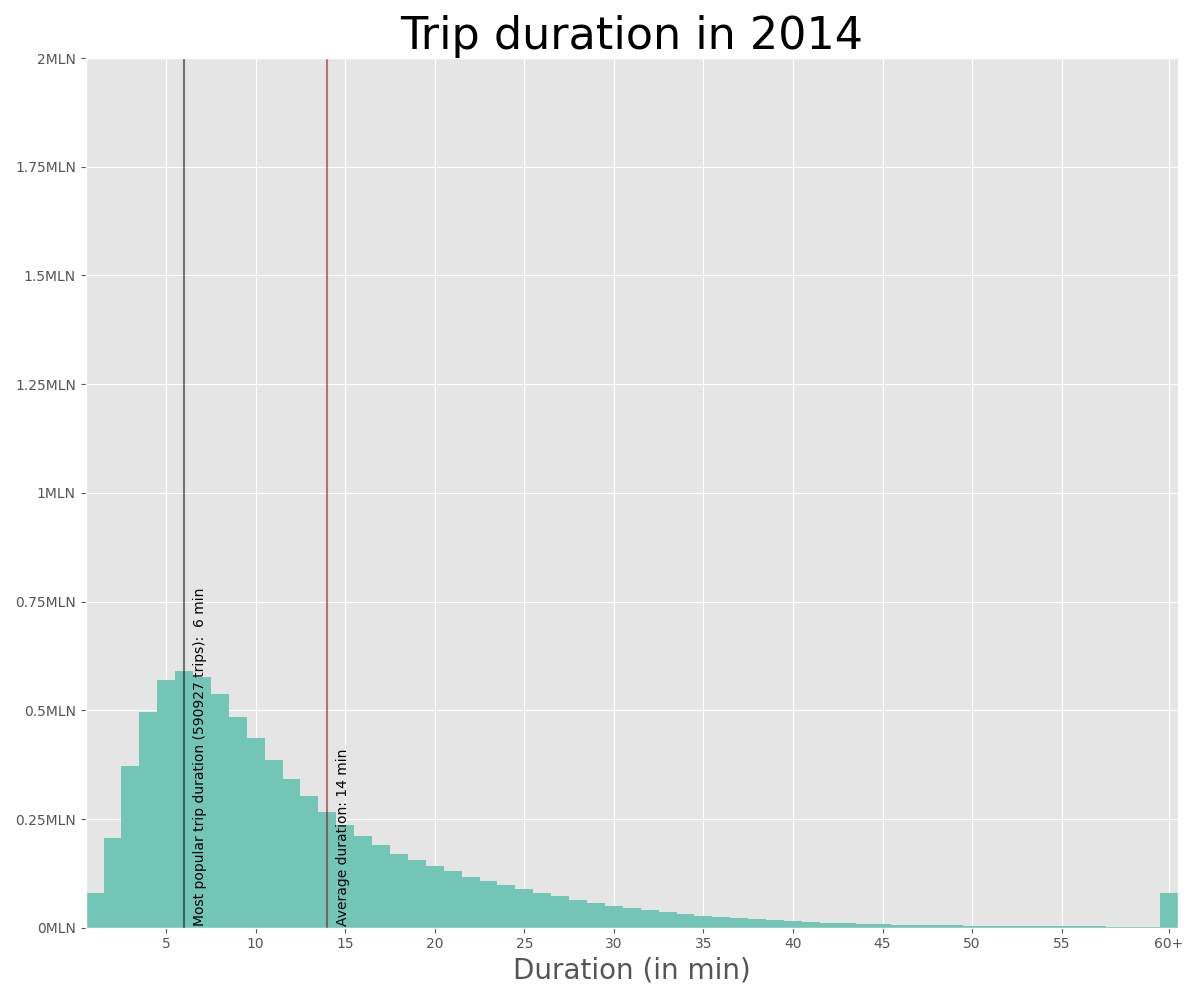 Trip duration in 2014
2MLN
1.75MLN
1.5MLN
1.25MLN
1MLN
0.75MLN
0.5MLN
0.25MLN
0MLN
Most popular trip duration (590927 trips):  6 min
Average duration: 14 min
5 10 15 20 25 30 35 40 45 50 55 60+
Duration (in min)